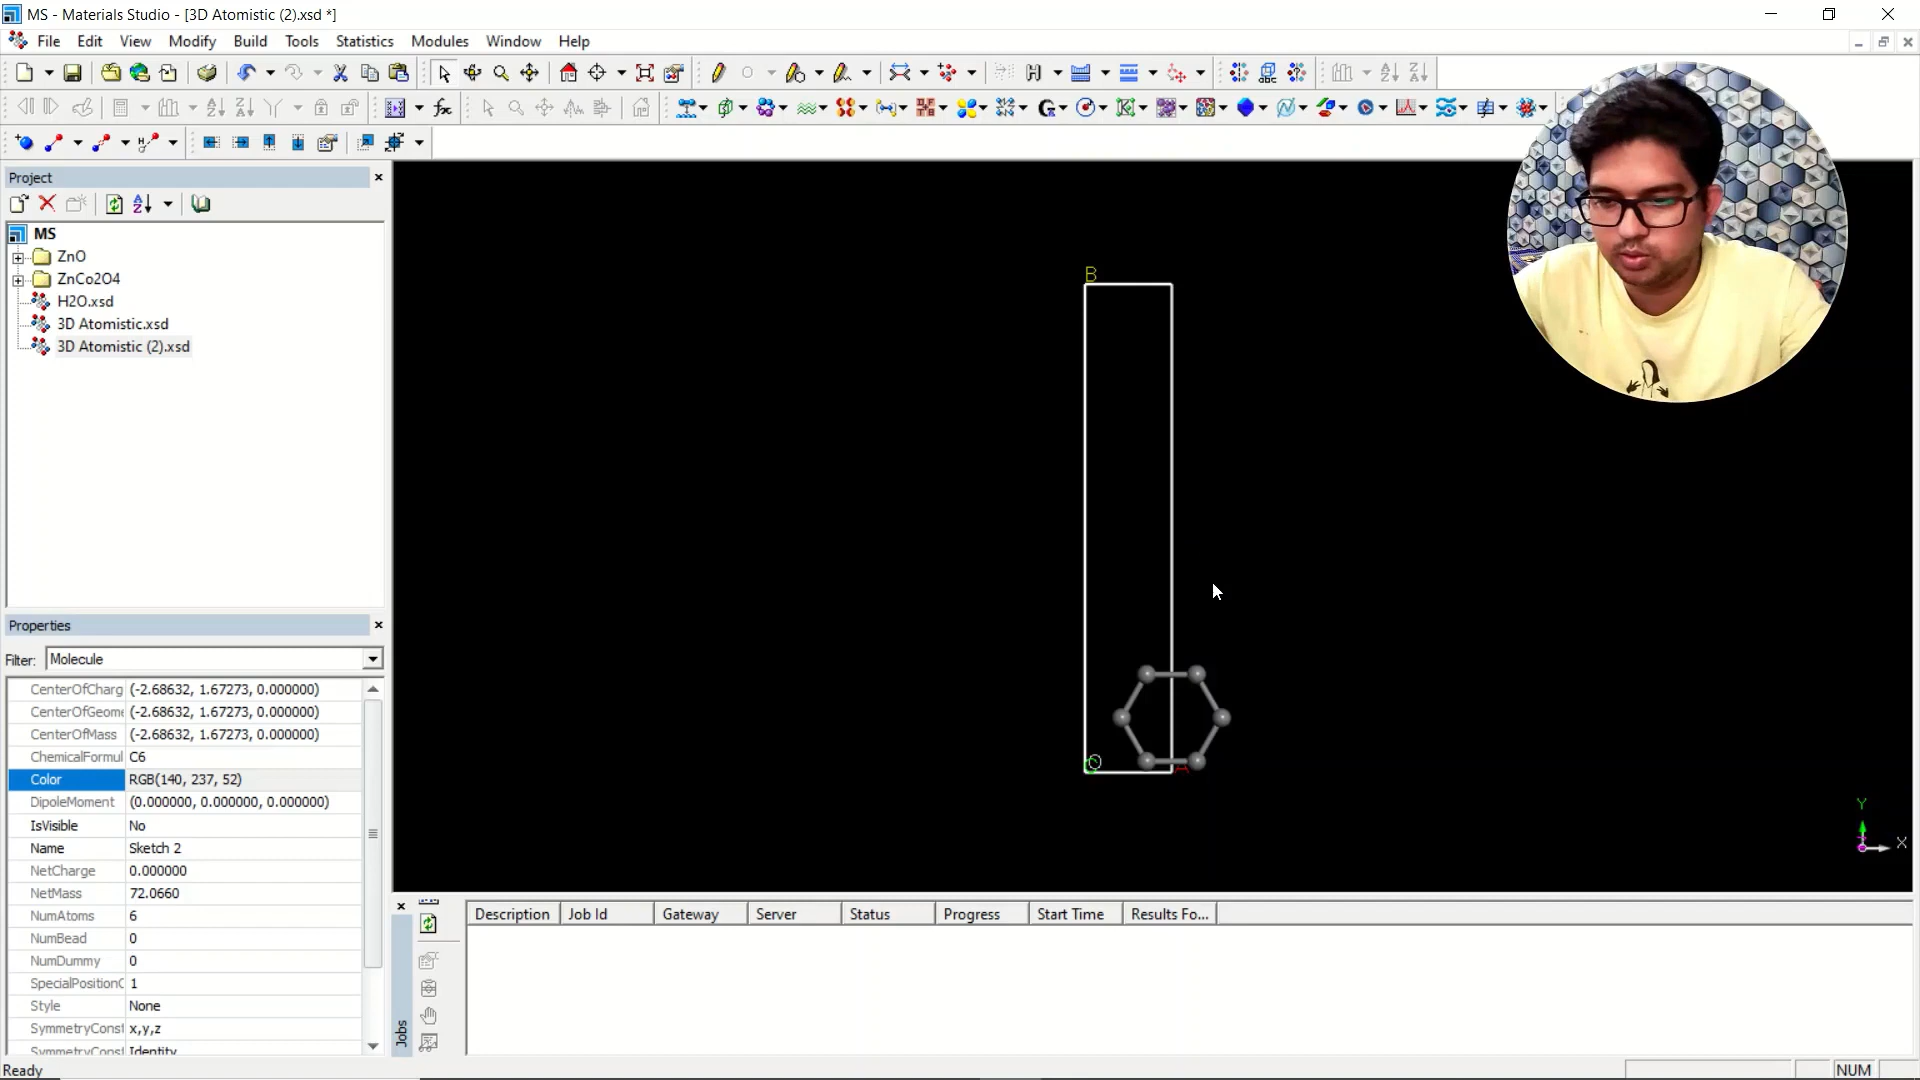 MS - Materials Studio - [3D Atomistic (2).xsd *]
File Edit View Modify Build Tools Statistics Modules Window Help
Project
MS
ZnO
ZnCo2O4
H2O.xsd
3D Atomistic.xsd
3D Atomistic (2).xsd
B
O
Y
X
Properties
Filter: Molecule
CenterOfCharg (-2.68632, 1.67273, 0.000000)
CenterOfGeome (-2.68632, 1.67273, 0.000000)
CenterOfMass (-2.68632, 1.67273, 0.000000)
ChemicalFormul C6
Color RGB(140, 237, 52)
DipoleMoment (0.000000, 0.000000, 0.000000)
IsVisible No
Name Sketch 2
NetCharge 0.000000
NetMass 72.0660
NumAtoms 6
NumBead 0
NumDummy 0
SpecialPositionC 1
Style None
SymmetryConst x,y,z
SymmetryConst Identity
Jobs
Description Job Id Gateway Server Status Progress Start Time Results Fo...
Ready
NUM